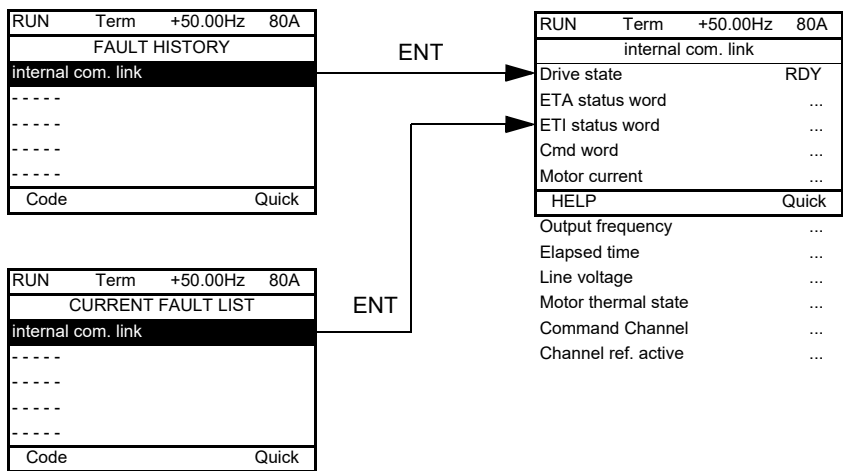 RUN Term +50.00Hz 80A
FAULT HISTORY
internal com. link
- - - - -
- - - - -
- - - - -
- - - - -
Code Quick
ENT
RUN Term +50.00Hz 80A
CURRENT FAULT LIST
internal com. link
- - - - -
- - - - -
- - - - -
- - - - -
Code Quick
ENT
RUN Term +50.00Hz 80A
internal com. link
Drive state RDY
ETA status word ...
ETI status word ...
Cmd word ...
Motor current ...
HELP Quick
Output frequency ...
Elapsed time ...
Line voltage ...
Motor thermal state ...
Command Channel ...
Channel ref. active ...